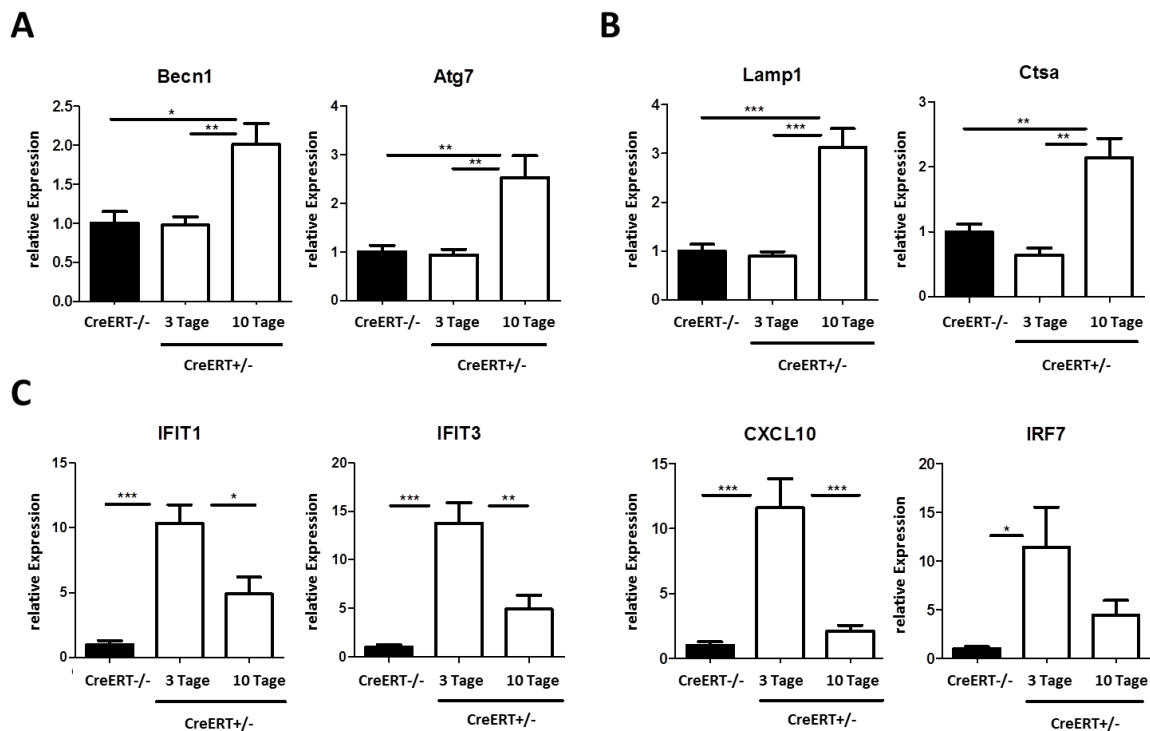 A
B
Becn1
Atg7
Lamp1
Ctsa
relative Expression
2.5
2.0
1.5
1.0
0.5
0.0
*
**
CreERT-/-
3 Tage
10 Tage
CreERT+/-
relative Expression
4
3
2
1
0
**
**
CreERT-/-
3 Tage
10 Tage
CreERT+/-
relative Expression
4
3
2
1
0
***
***
CreERT-/-
3 Tage
10 Tage
CreERT+/-
relative Expression
3
2
1
0
**
**
CreERT-/-
3 Tage
10 Tage
CreERT+/-
C
IFIT1
IFIT3
CXCL10
IRF7
relative Expression
15
10
5
0
***
*
CreERT-/-
3 Tage
10 Tage
CreERT+/-
relative Expression
20
15
10
5
0
***
**
CreERT-/-
3 Tage
10 Tage
CreERT+/-
relative Expression
15
10
5
0
***
***
CreERT-/-
3 Tage
10 Tage
CreERT+/-
relative Expression
20
15
10
5
0
*
CreERT-/-
3 Tage
10 Tage
CreERT+/-